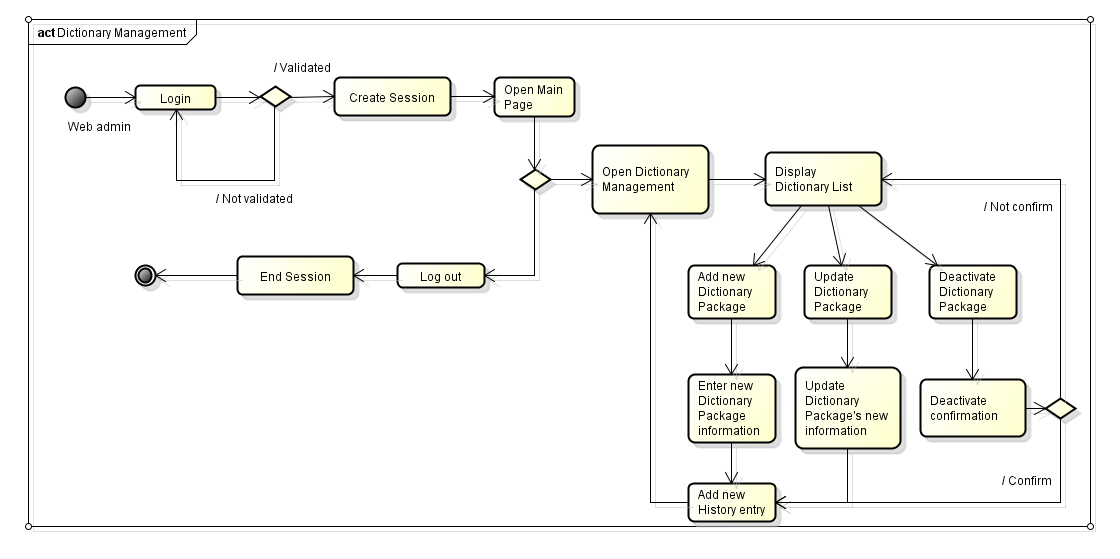 act Dictionary Management
/ Validated
Login
Create Session
Open Main
Page
Web admin
/ Not validated
Open Dictionary
Management
Display
Dictionary List
/ Not confirm
End Session
Log out
Add new
Dictionary
Package
Update
Dictionary
Package
Deactivate
Dictionary
Package
Enter new
Dictionary
Package
information
Update
Dictionary
Package's new
information
Deactivate
confirmation
/ Confirm
Add new
History entry